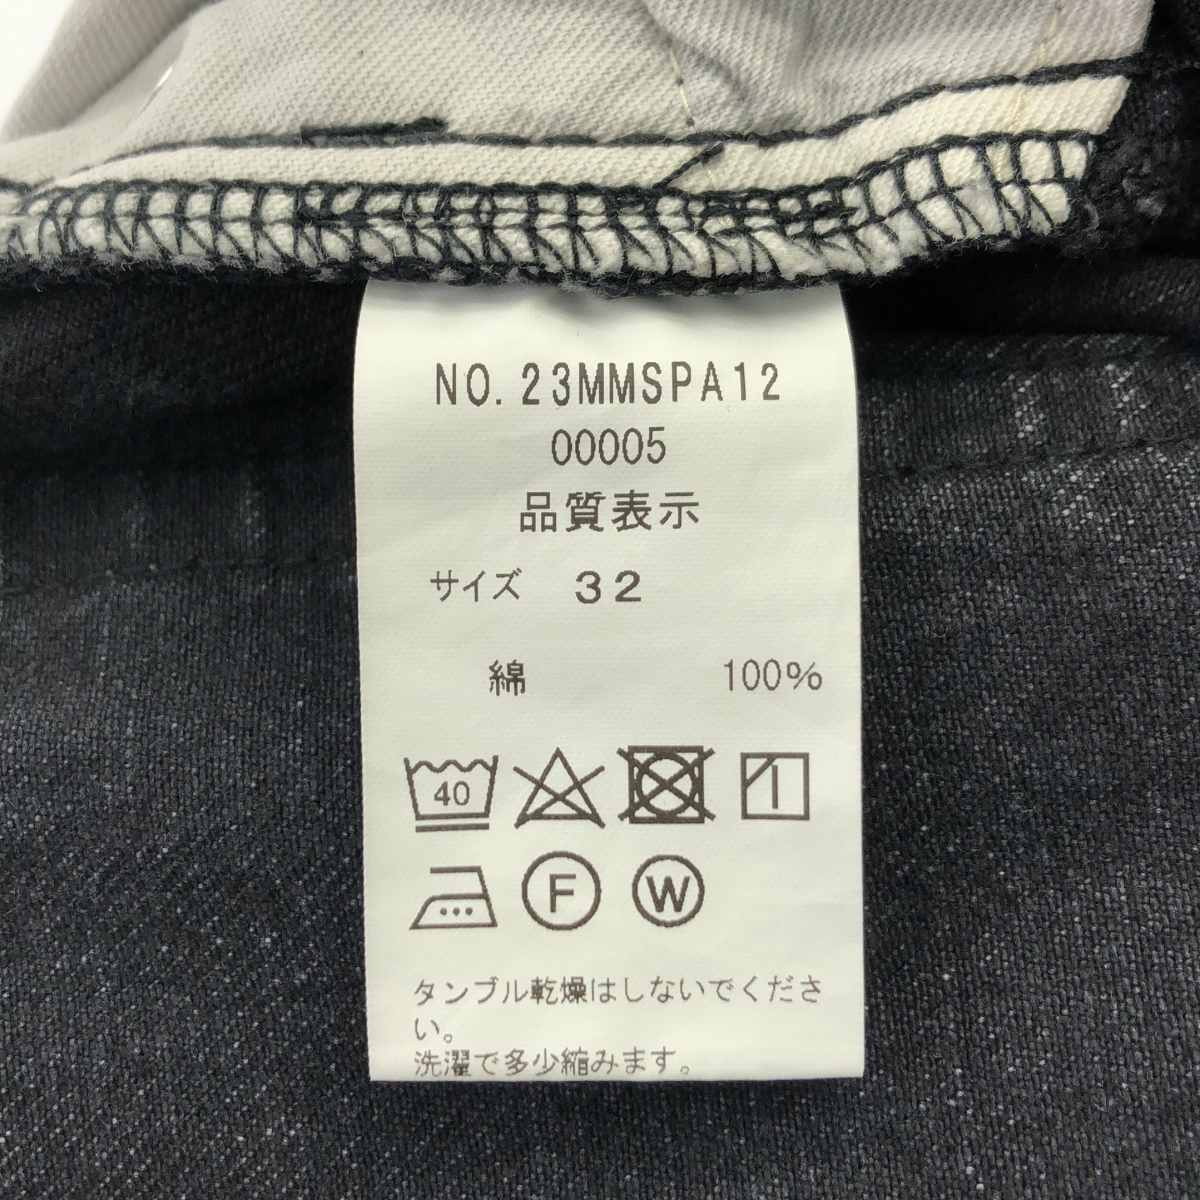 NO.23MMSPA12
00005
品質表示
サイズ 32
綿 100%
40
F W
タンブル乾燥はしないでくださ
い。
洗濯で多少縮みます。